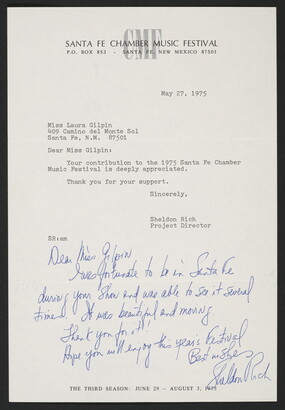 CMF
SANTA FE CHAMBER MUSIC FESTIVAL
P.O. BOX 853 - SANTA FE, NEW MEXICO 87501
May 27, 1975
Miss Laura Gilpin
409 Camino del Monte Sol
Santa Fe, N.M. 87501
Dear Miss Gilpin:
Your contribution to the 1975 Santa Fe Chamber
Music Festival is deeply appreciated.
Thank you for your support.
Sincerely,
Sheldon Rich
Project Director
SR:am
Dear Miss Gilpin
I was fortunate to be in Santa Fe
during your Show and was able to see it several
times. It was beautiful and moving.
Thank you for it!
Hope you will enjoy this year's Festival
Best wishes
Sheldon Rich
THE THIRD SEASON: JUNE 29 - AUGUST 3, 1975